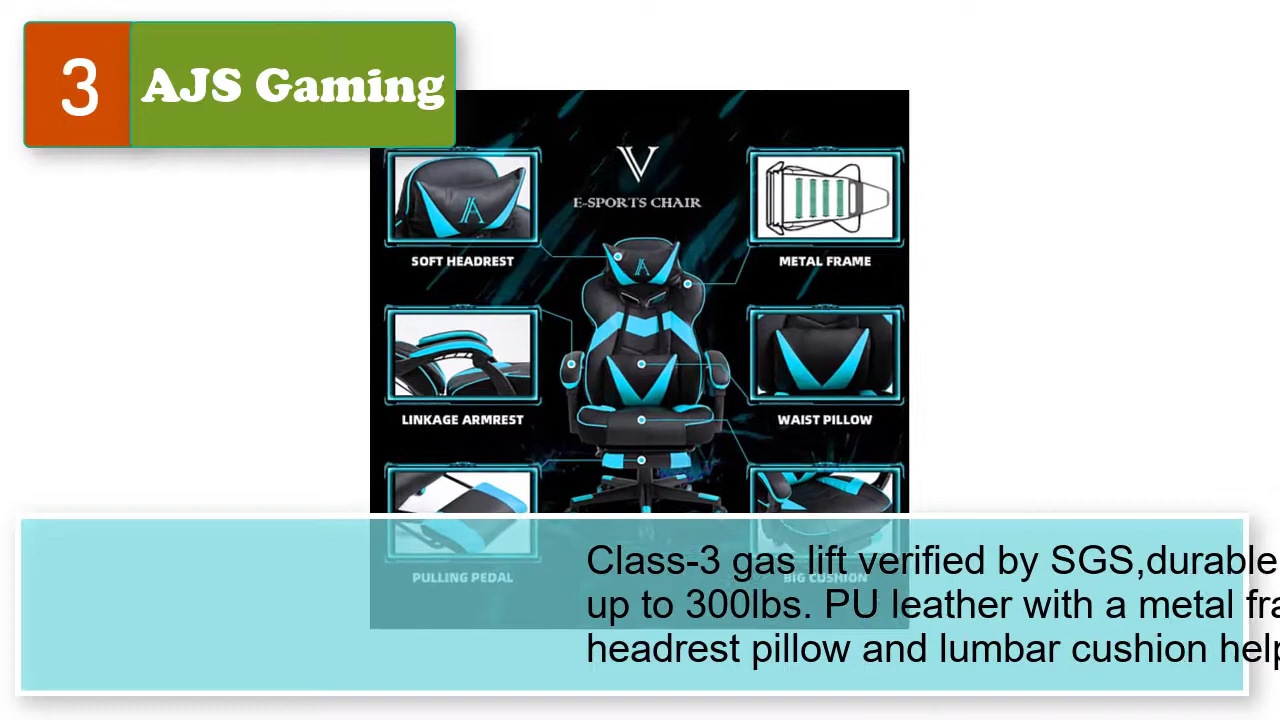 3 AJS Gaming
V
E-SPORTS CHAIR
SOFT HEADREST
METAL FRAME
LINKAGE ARMREST
WAIST PILLOW
PULLING PEDAL
BIG CUSHION
Class-3 gas lift verified by SGS,durable
up to 300lbs. PU leather with a metal fra
headrest pillow and lumbar cushion help